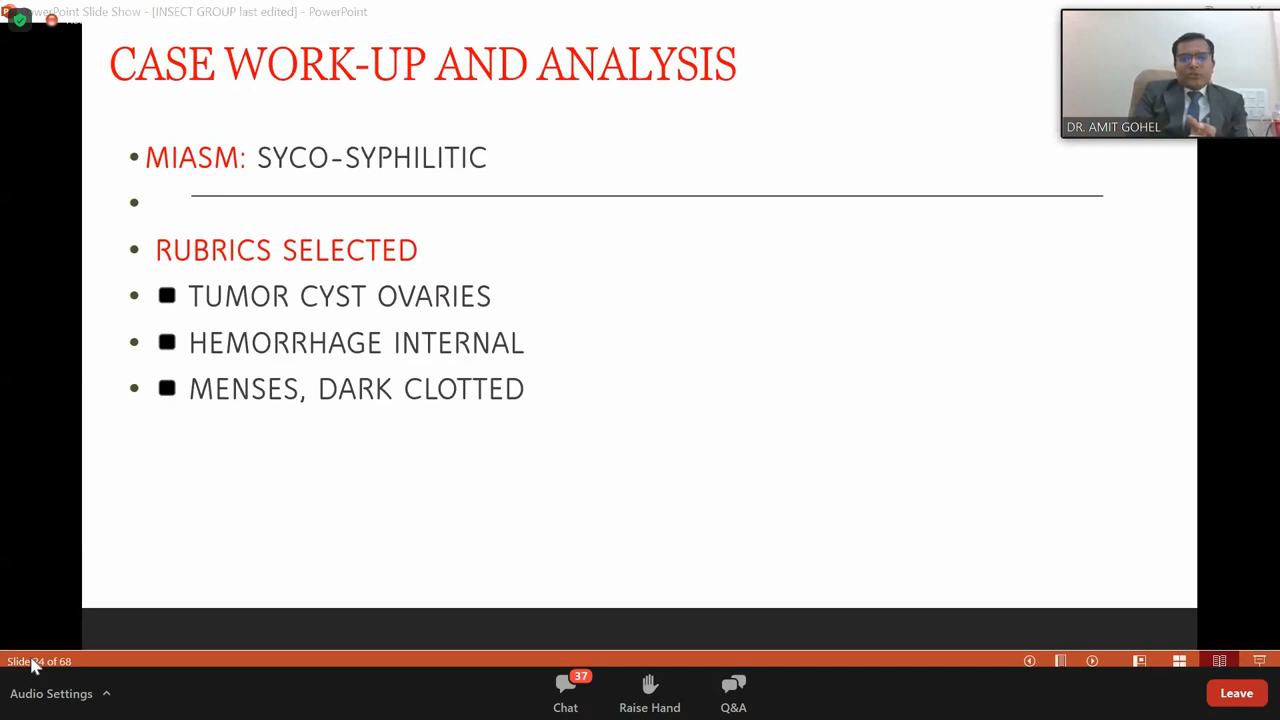 PowerPoint Slide Show - [INSECT GROUP last edited] - PowerPoint
CASE WORK-UP AND ANALYSIS
DR. AMIT GOHEL
• MIASM: SYCO-SYPHILITIC
•
• RUBRICS SELECTED
• ■ TUMOR CYST OVARIES
• ■ HEMORRHAGE INTERNAL
• ■ MENSES, DARK CLOTTED
Slide of 68
Audio Settings
37
Chat
Raise Hand
Q&A
Leave